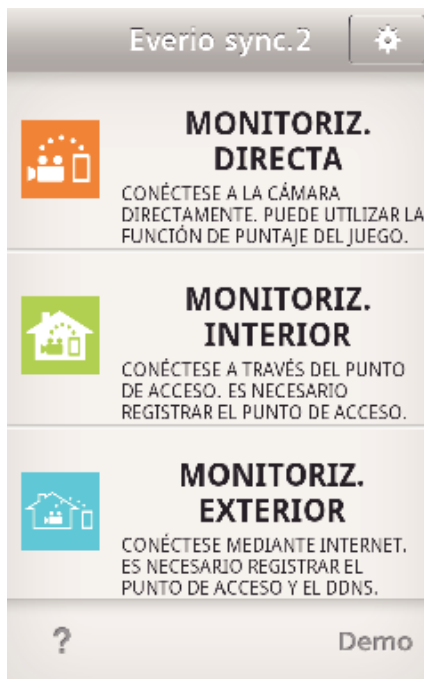 Everio sync.2
MONITORIZ.
DIRECTA
CONÉCTESE A LA CÁMARA
DIRECTAMENTE. PUEDE UTILIZAR LA
FUNCIÓN DE PUNTAJE DEL JUEGO.
MONITORIZ.
INTERIOR
CONÉCTESE A TRAVÉS DEL PUNTO
DE ACCESO. ES NECESARIO
REGISTRAR EL PUNTO DE ACCESO.
MONITORIZ.
EXTERIOR
CONÉCTESE MEDIANTE INTERNET.
ES NECESARIO REGISTRAR EL
PUNTO DE ACCESO Y EL DDNS.
? Demo